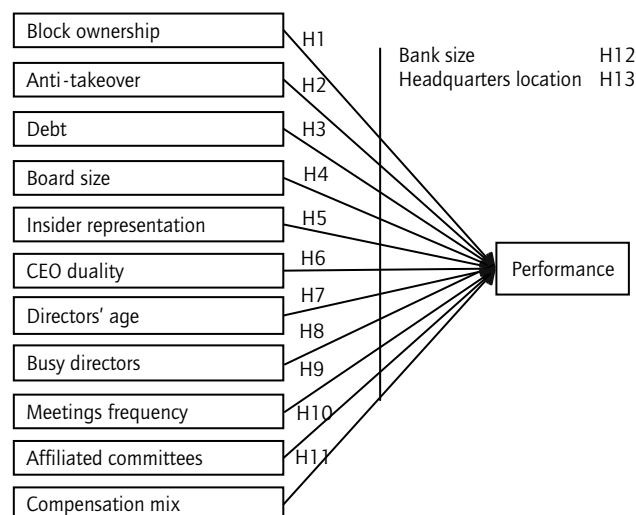 Block ownership
H1
Bank size H12
Anti-takeover
H2
Headquarters location H13
Debt
H3
Board size
H4
Insider representation
H5
CEO duality
H6
Performance
Directors' age
H7
Busy directors
H8
H9
Meetings frequency
H10
Affiliated committees
H11
Compensation mix